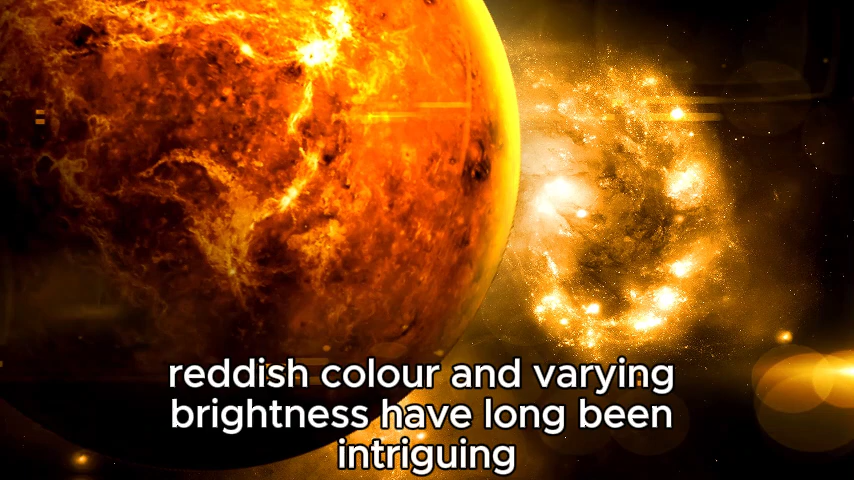 reddish colour and varying
brightness have long been
intriguing